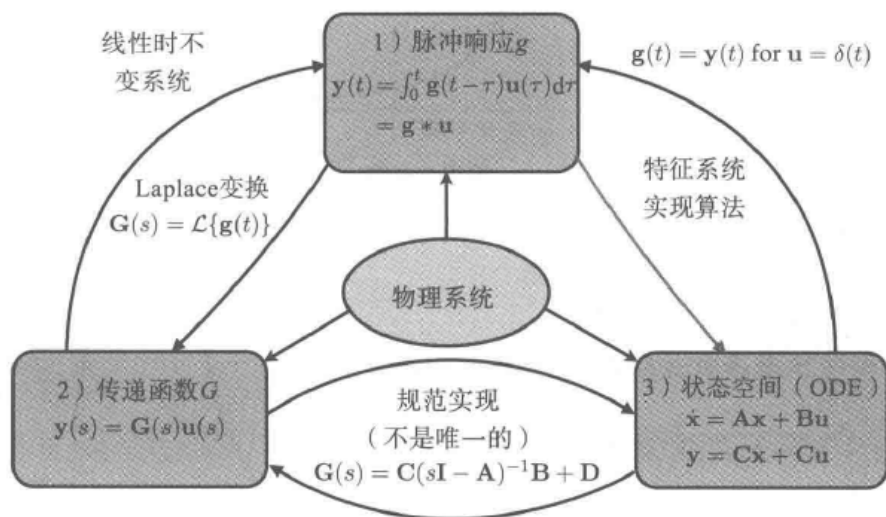 线性时不
变系统
1）脉冲响应g
y(t) = ∫₀ᵗ g(t−τ)u(τ)dτ
= g * u
g(t) = y(t) for u = δ(t)
Laplace变换
G(s) = ℒ{g(t)}
特征系统
实现算法
物理系统
2）传递函数G
y(s) = G(s)u(s)
规范实现
（不是唯一的）
G(s) = C(sI − A)⁻¹B + D
3）状态空间（ODE）
ẋ = Ax + Bu
y = Cx + Cu